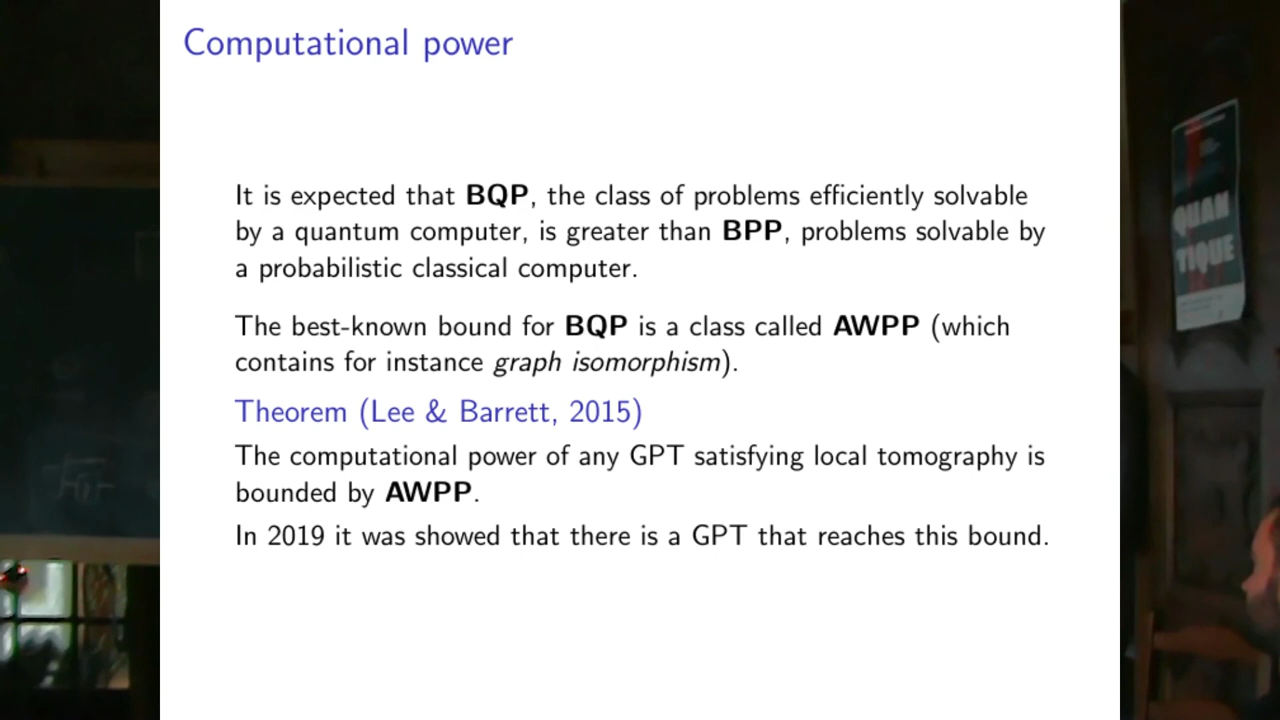 Computational power
It is expected that BQP, the class of problems efficiently solvable
by a quantum computer, is greater than BPP, problems solvable by
a probabilistic classical computer.
The best-known bound for BQP is a class called AWPP (which
contains for instance graph isomorphism).
Theorem (Lee & Barrett, 2015)
The computational power of any GPT satisfying local tomography is
bounded by AWPP.
In 2019 it was showed that there is a GPT that reaches this bound.
QUAN
TIQUE